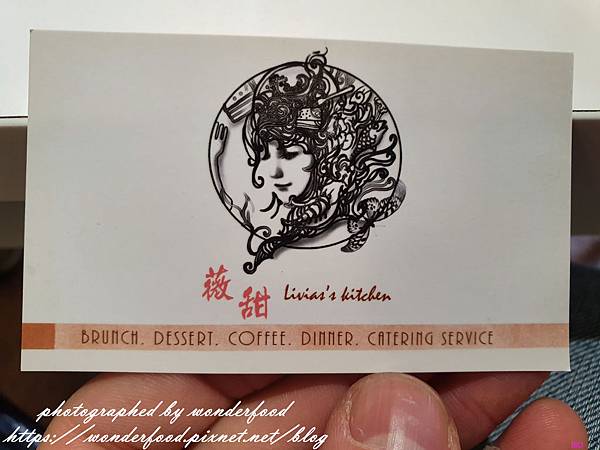 薇甜 Livias's kitchen
BRUNCH. DESSERT. COFFEE. DINNER. CATERING SERVICE
photographed by wonderfood
https://wonderfood.pixnet.net/blog